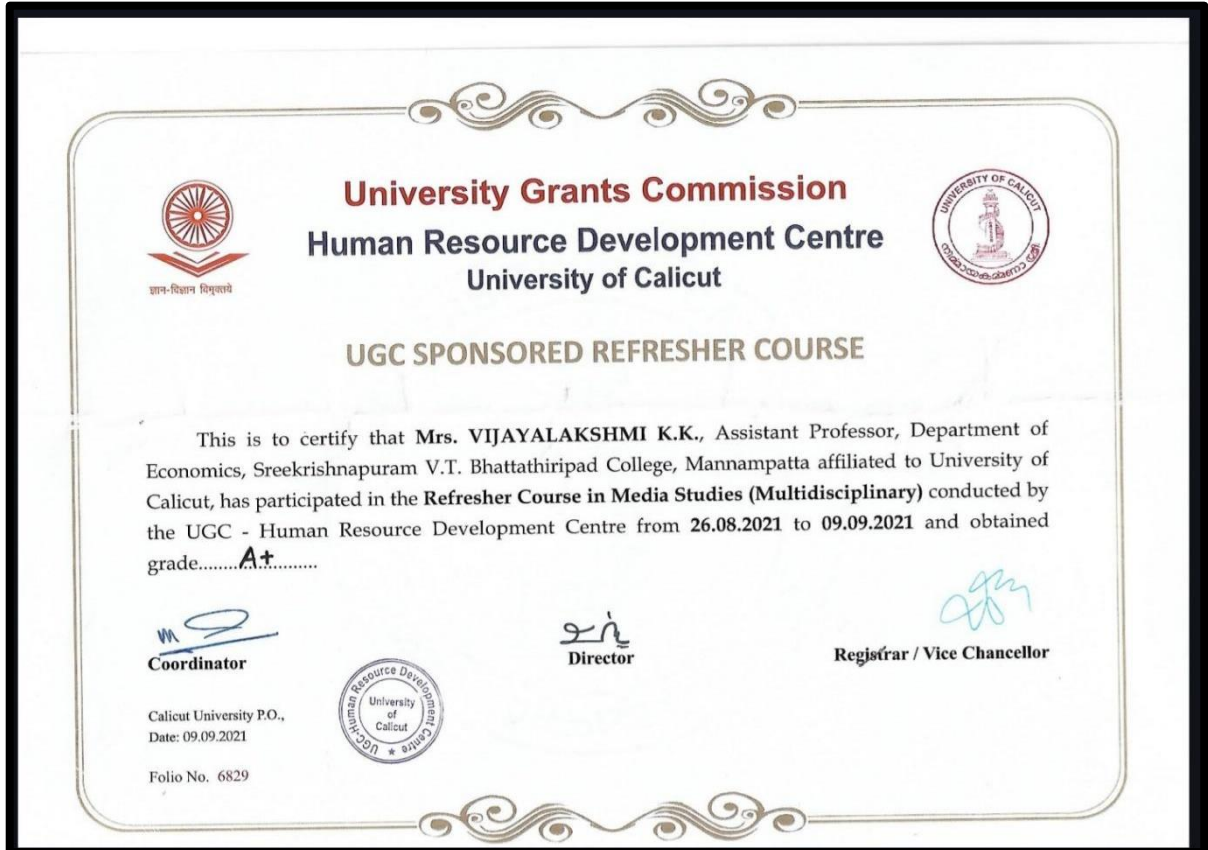 University Grants Commission
Human Resource Development Centre
University of Calicut
ज्ञान-विज्ञान विमुक्तये
UNIVERSITY OF CALICUT
നിർമ്മായകർമ്മണാ ശ്രീഃ
UGC SPONSORED REFRESHER COURSE
This is to certify that Mrs. VIJAYALAKSHMI K.K., Assistant Professor, Department of
Economics, Sreekrishnapuram V.T. Bhattathiripad College, Mannampatta affiliated to University of
Calicut, has participated in the Refresher Course in Media Studies (Multidisciplinary) conducted by
the UGC - Human Resource Development Centre from 26.08.2021 to 09.09.2021 and obtained
grade........A+..........
Coordinator
Director
Registrar / Vice Chancellor
UGC-Human Resource Development Centre
University
of
Calicut
Calicut University P.O.,
Date: 09.09.2021
Folio No. 6829